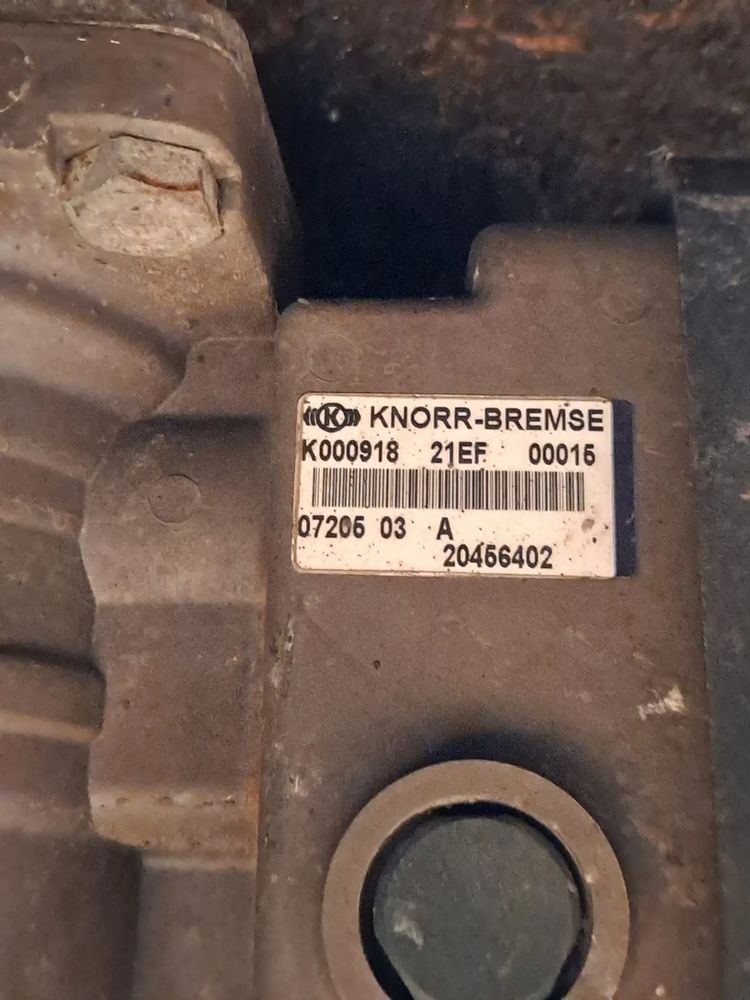 K KNORR-BREMSE
K000918 21EF 00015
07205 03 A
20456402